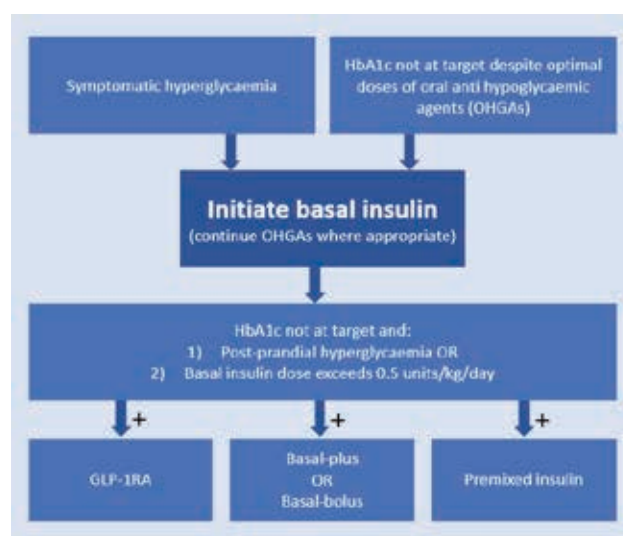 Symptomatic hyperglycaemia
HbA1c not at target despite optimal
doses of oral anti hypoglycaemic
agents (OHGAs)
Initiate basal insulin
(continue OHGAs where appropriate)
HbA1c not at target and:
1) Post-prandial hyperglycaemia OR
2) Basal insulin dose exceeds 0.5 units/kg/day
+
+
+
GLP-1RA
Basal-plus
OR
Basal-bolus
Premixed insulin